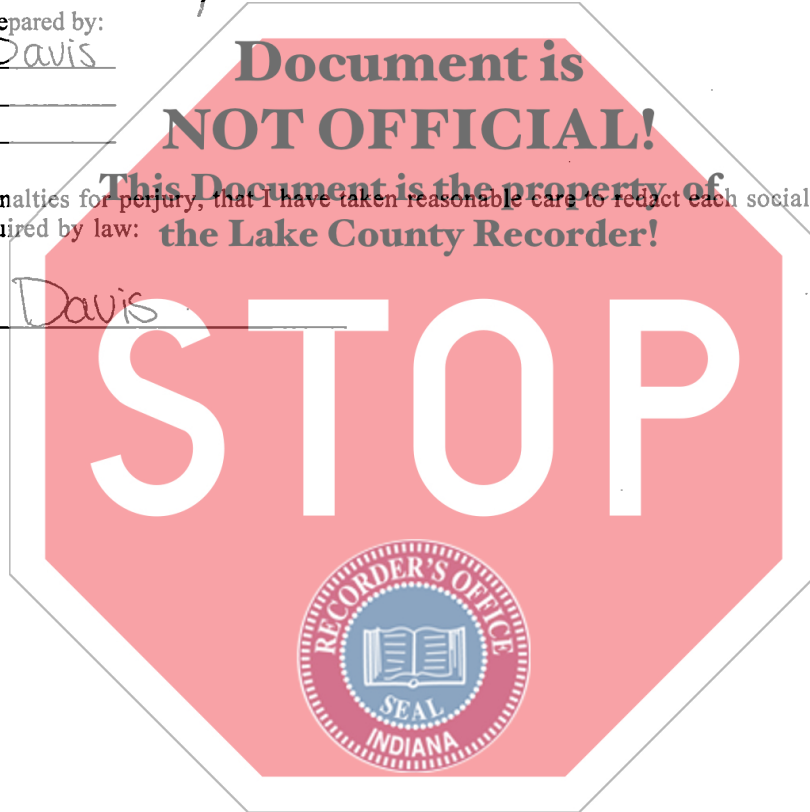 epared by:
Davis
Document is
NOT OFFICIAL!
This Document is the property of
nalties for perjury, that I have taken reasonable care to redact each social
uired by law:
the Lake County Recorder!
Davis
STOP
RECORDER'S OFFICE
SEAL
INDIANA